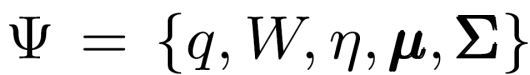 Ψ = {q, W, η, μ, Σ}